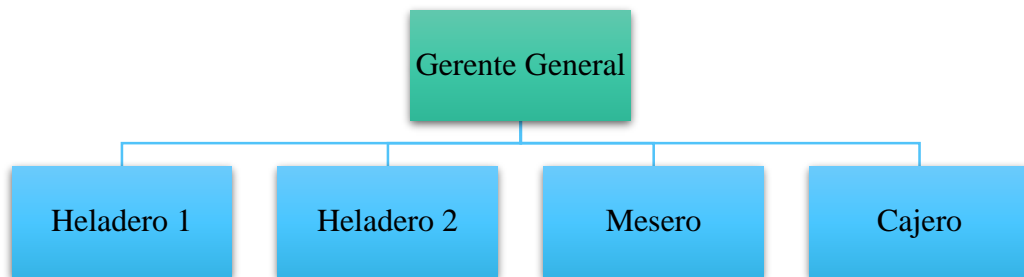 Gerente General
Heladero 1
Heladero 2
Mesero
Cajero